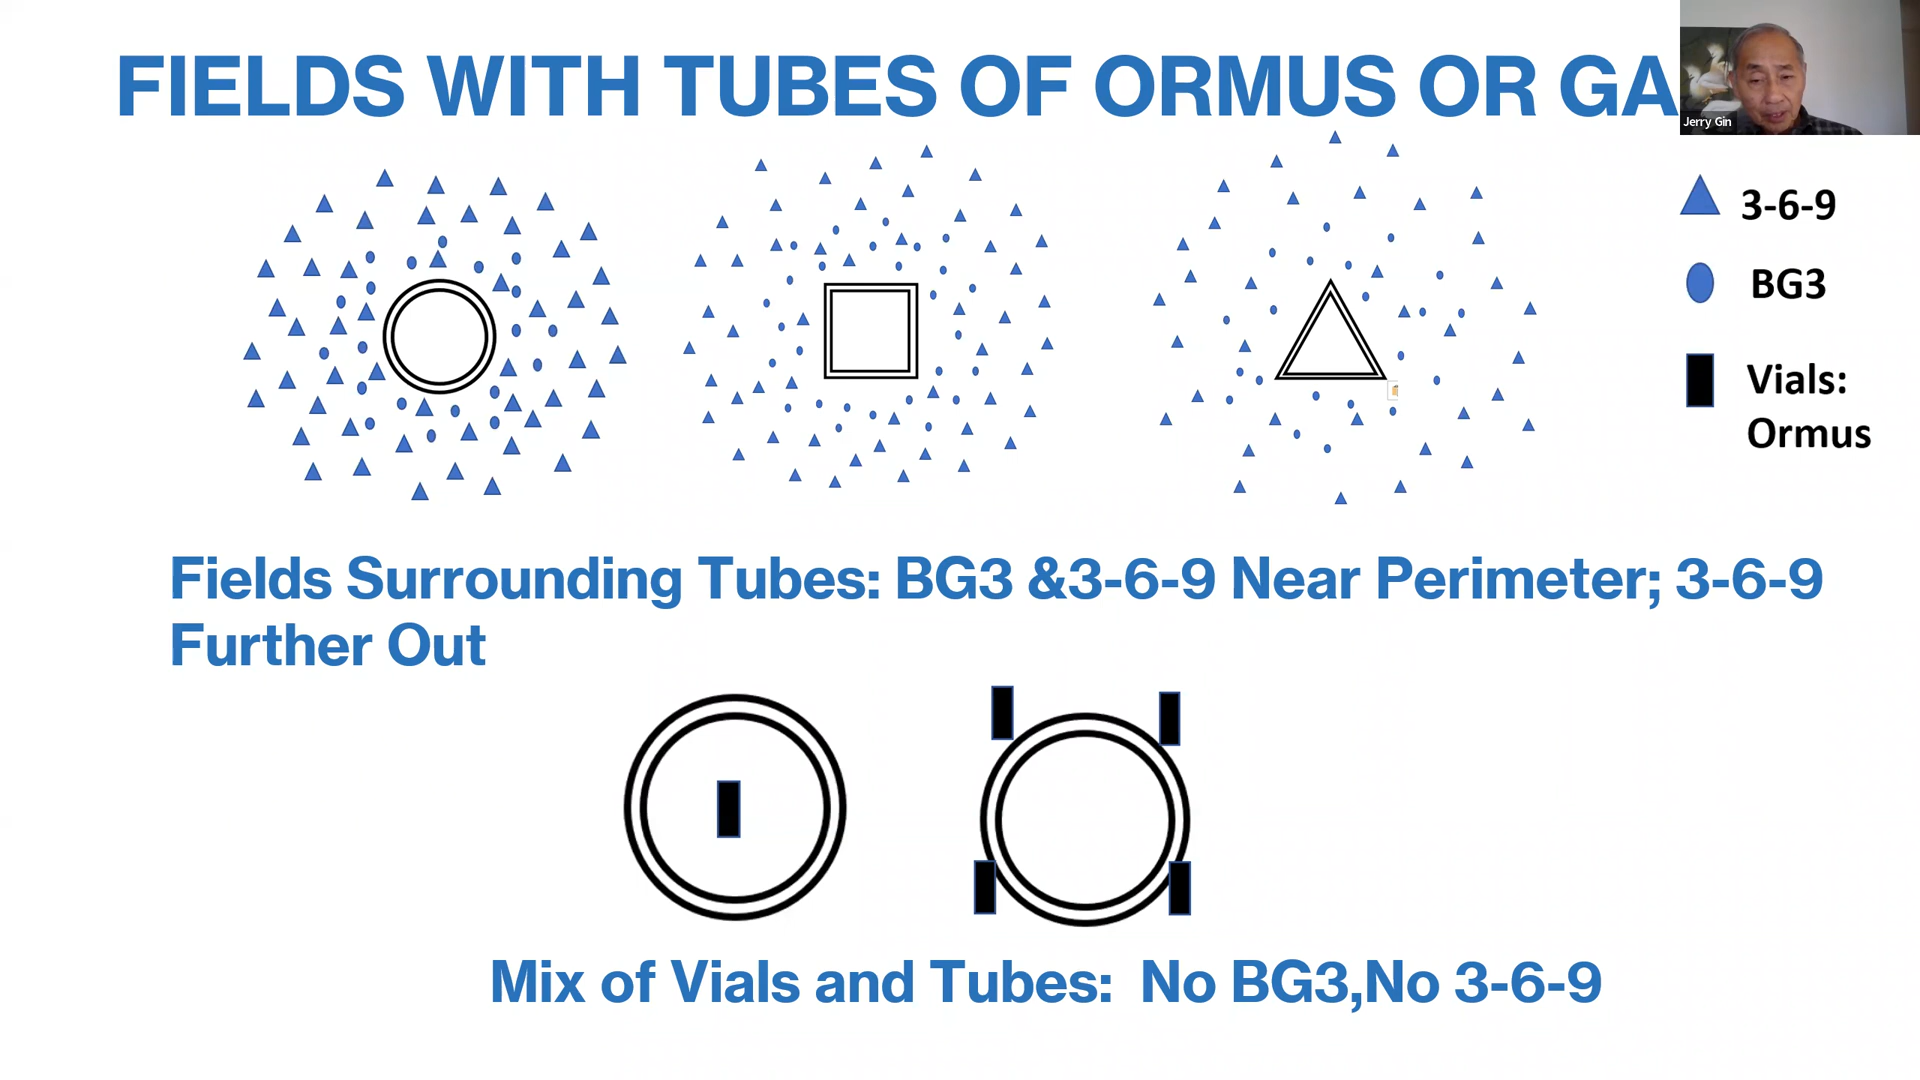 FIELDS WITH TUBES OF ORMUS OR
Jerry Gin
3-6-9
BG3
Vials:
Ormus
Fields Surrounding Tubes: BG3 &3-6-9 Near Perimeter; 3-6-9
Further Out
Mix of Vials and Tubes: No BG3,No 3-6-9